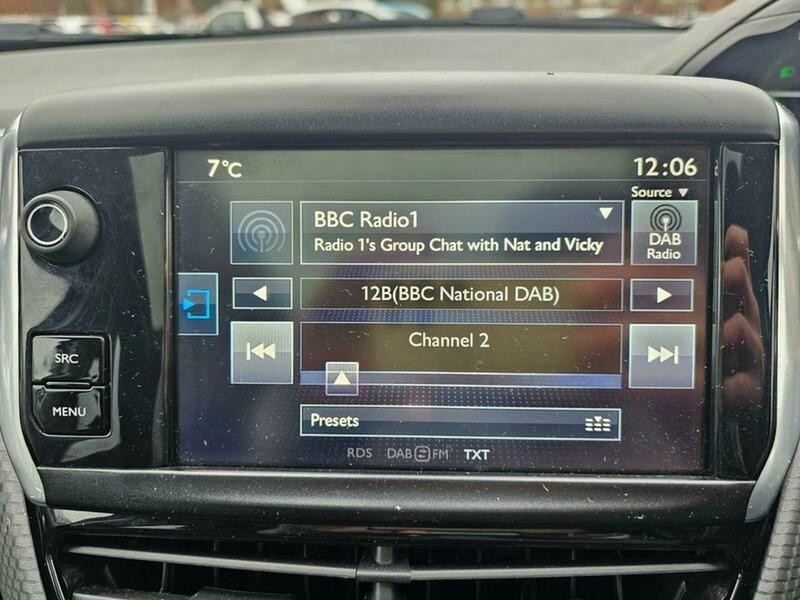 7°C
12:06
Source
BBC Radio1
Radio 1's Group Chat with Nat and Vicky
DAB
Radio
12B(BBC National DAB)
Channel 2
SRC
MENU
Presets
RDS DAB FM TXT